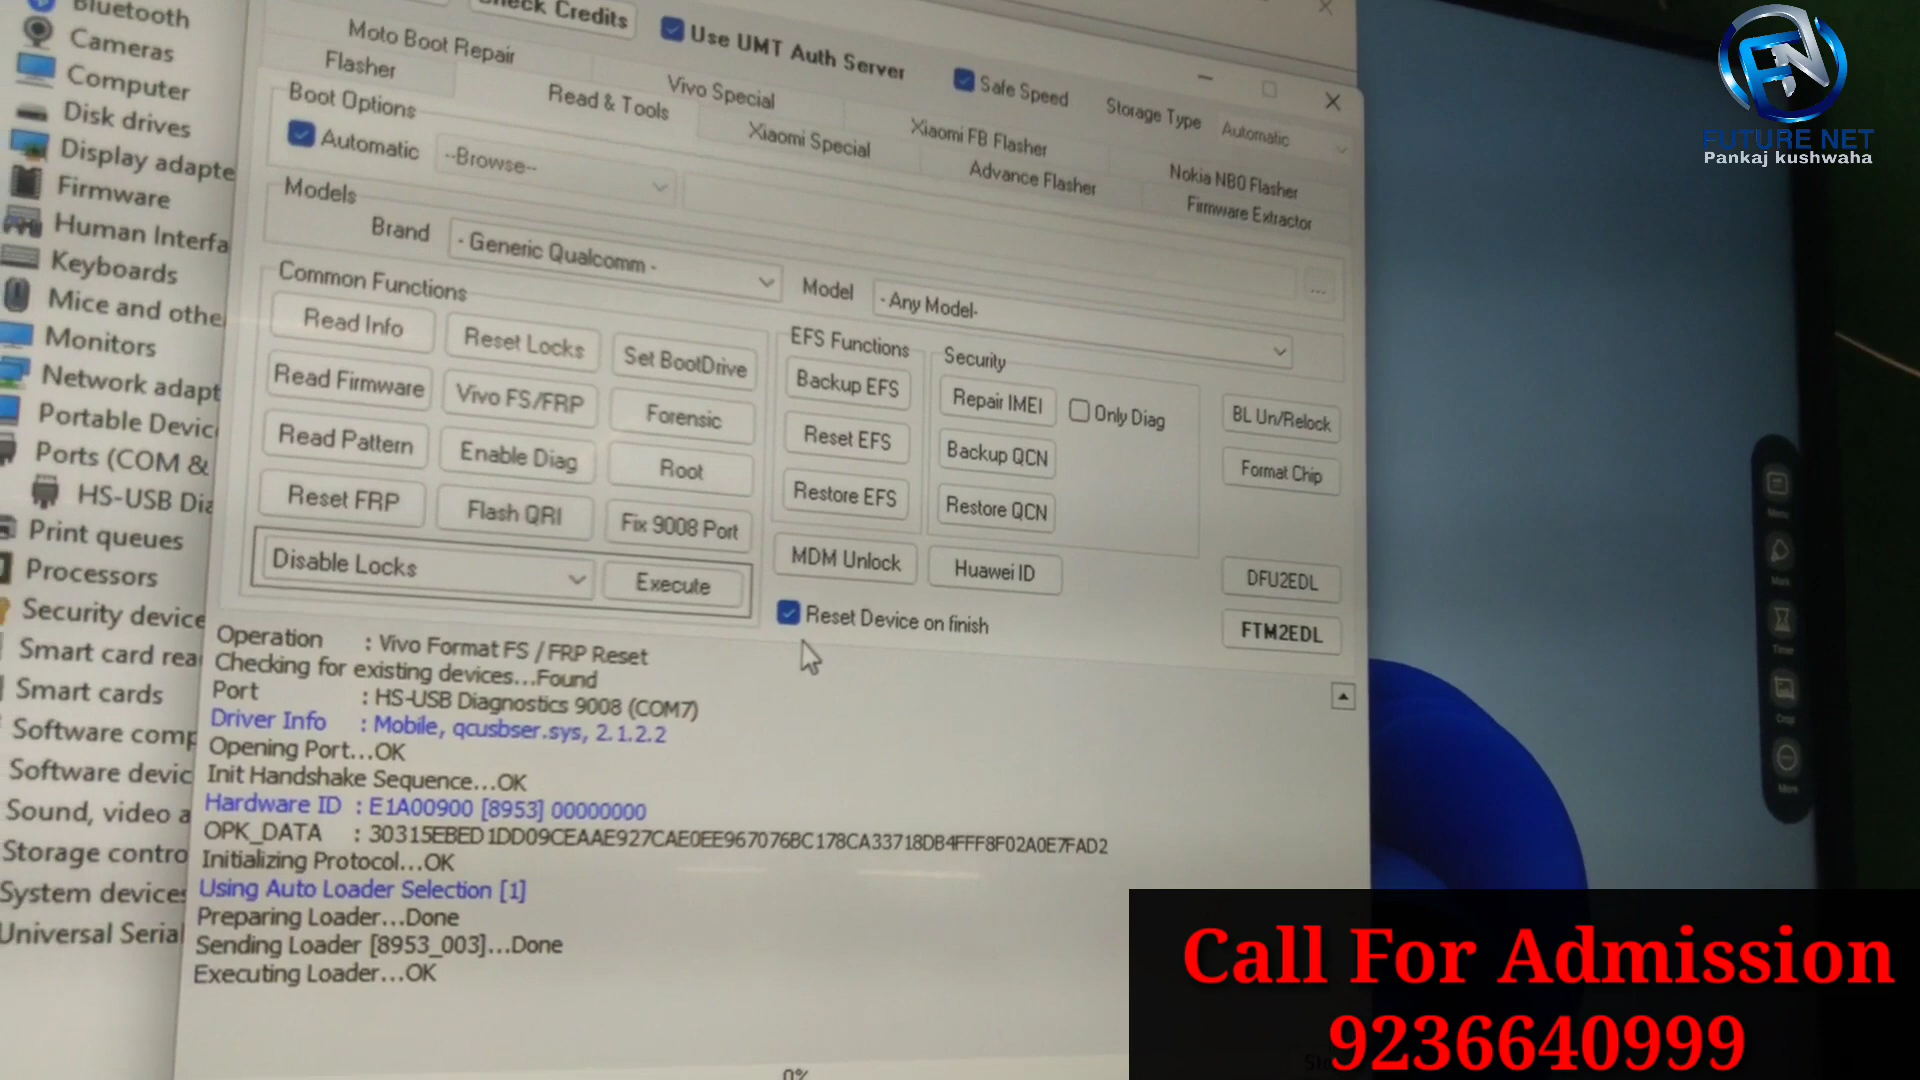 Bluetooth
Cameras
Computer
Disk drives
Display adapte
Firmware
Human Interfa
Keyboards
Mice and othe
Monitors
Network adapt
Portable Devic
Ports (COM &
HS-USB Dia
Print queues
Processors
Security device
Smart card rea
Smart cards
Software comp
Software devic
Sound, video a
Storage contro
System devices
Universal Serial
Check Credits
Use UMT Auth Server
Safe Speed
Storage Type
Automatic
Moto Boot Repair
Vivo Special
Xiaomi FB Flasher
Nokia NB0 Flasher
Flasher
Read & Tools
Xiaomi Special
Advance Flasher
Firmware Extractor
Boot Options
Automatic
--Browse--
...
Models
Brand
- Generic Qualcomm -
Model
- Any Model-
Common Functions
Read Info
Reset Locks
Set BootDrive
Read Firmware
Vivo FS/FRP
Forensic
Read Pattern
Enable Diag
Root
Reset FRP
Flash QRI
Fix 9008 Port
Disable Locks
Execute
EFS Functions
Backup EFS
Reset EFS
Restore EFS
Security
Repair IMEI
Only Diag
Backup QCN
Restore QCN
MDM Unlock
Huawei ID
BL Un/Relock
Format Chip
DFU2EDL
FTM2EDL
Reset Device on finish
Operation : Vivo Format FS / FRP Reset
Checking for existing devices...Found
Port : HS-USB Diagnostics 9008 (COM7)
Driver Info : Mobile, qcusbser.sys, 2.1.2.2
Opening Port...OK
Init Handshake Sequence...OK
Hardware ID : E1A00900 [8953] 00000000
OPK_DATA : 30315EBED1DD09CEAAE927CAE0EE967076BC178CA33718DB4FFF8F02A0E7FAD2
Initializing Protocol...OK
Using Auto Loader Selection [1]
Preparing Loader...Done
Sending Loader [8953_003]...Done
Executing Loader...OK
0%
FUTURE NET
Pankaj kushwaha
Menu
Mark
Time
Crop
More
Call For Admission
9236640999